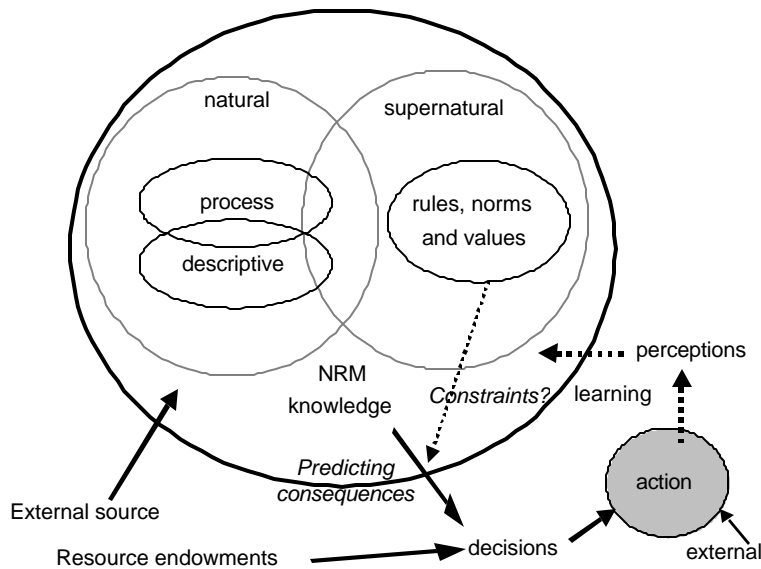 natural
supernatural
process
rules, norms
and values
descriptive
perceptions
NRM
knowledge
Constraints?
learning
Predicting
consequences
action
External source
decisions
external
Resource endowments